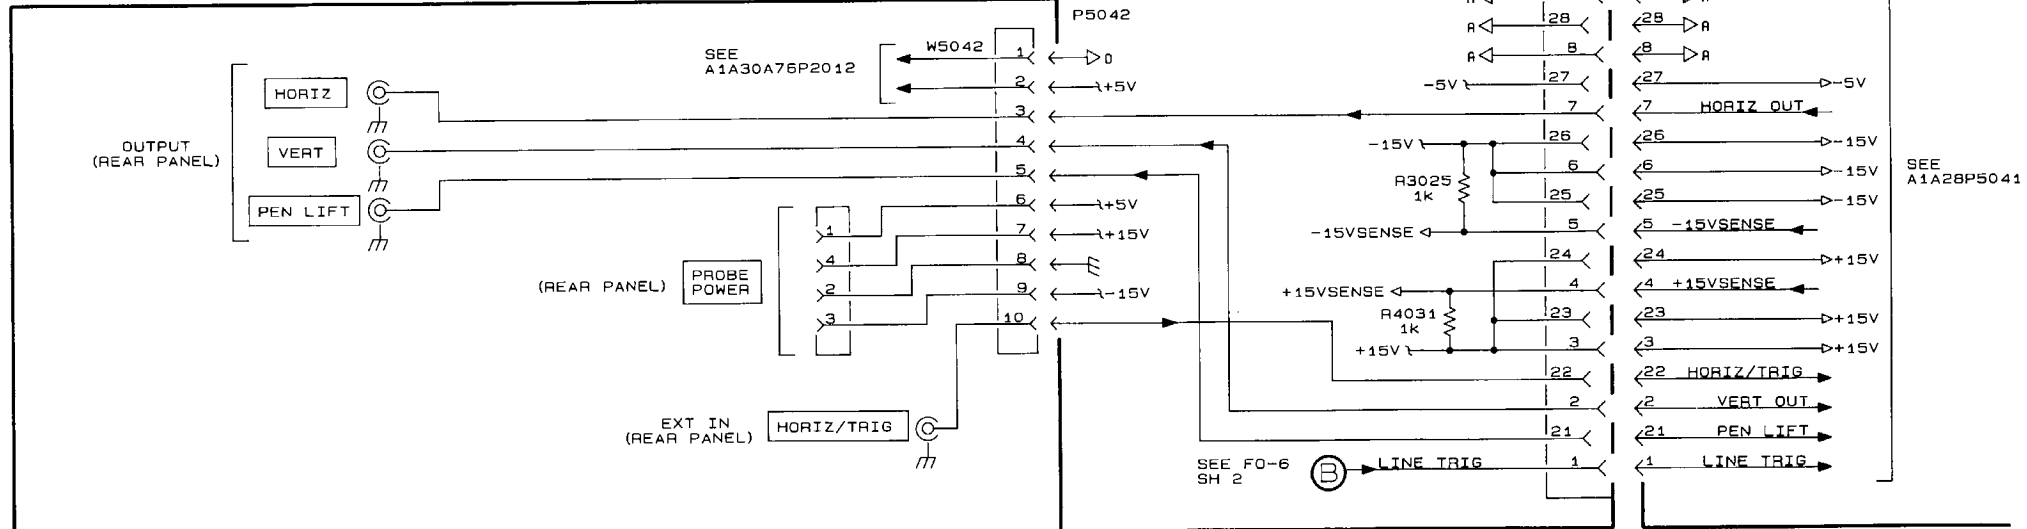 P5042
A 28 28 A
SEE
A1A30A76P2012
W5042 1 D
A 8 8 A
2 +5V
-5V 27 27 -5V
HORIZ
3
7 7 HORIZ OUT
OUTPUT
(REAR PANEL)
VERT
4
-15V 26 26 -15V
6 6 -15V
SEE
A1A28P5041
R3025
1k
5
25 25 -15V
PEN LIFT
6 +5V
-15VSENSE 5 5 -15VSENSE
1 7 +15V
4 8
24 24 +15V
(REAR PANEL)
PROBE
POWER
2 9 -15V
+15VSENSE 4 4 +15VSENSE
3 10
R4031
1k
23 23 +15V
+15V 3 3 +15V
22 22 HORIZ/TRIG
2 2 VERT OUT
EXT IN
(REAR PANEL)
HORIZ/TRIG
21 21 PEN LIFT
SEE FO-6
SH 2
B LINE TRIG 1 1 LINE TRIG